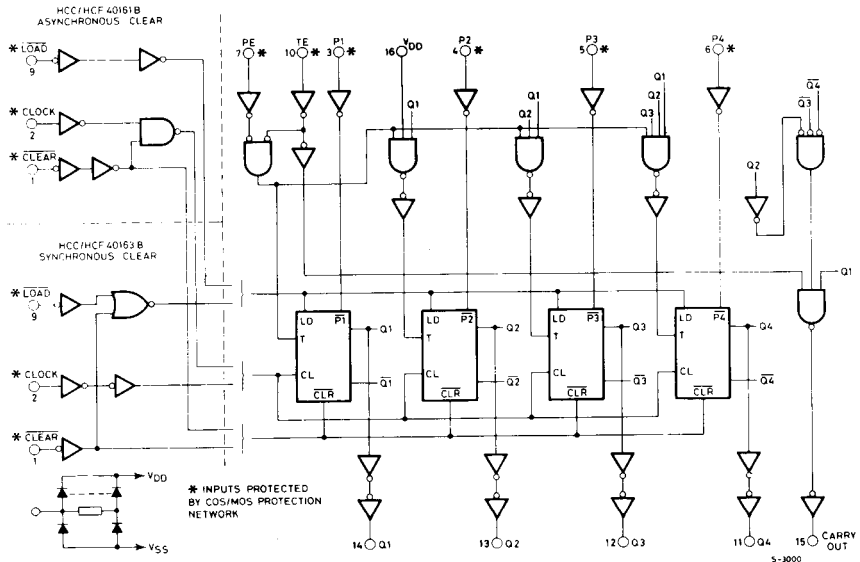 HCC/HCF 40161 B
ASYNCHRONOUS CLEAR
* LOAD
9
* CLOCK
2
* CLEAR
1
HCC/HCF 40163 B
SYNCHRONOUS CLEAR
* LOAD
9
* CLOCK
2
* CLEAR
1
PE
7 *
TE
10 *
P1
3 *
VDD
16
P2
4 *
P3
5 *
P4
6 *
Q1
Q2
Q1
Q3
Q2
Q1
Q2
Q3
Q4
Q1
LD P1
T
CL
CLR
Q1
Q1
LD P2
T
CL
CLR
Q2
Q2
LD P3
T
CL
CLR
Q3
Q3
LD P4
T
CL
CLR
Q4
Q4
VDD
VSS
* INPUTS PROTECTED
BY COS/MOS PROTECTION
NETWORK
14 Q1
13 Q2
12 Q3
11 Q4
15 CARRY
OUT
S-3000